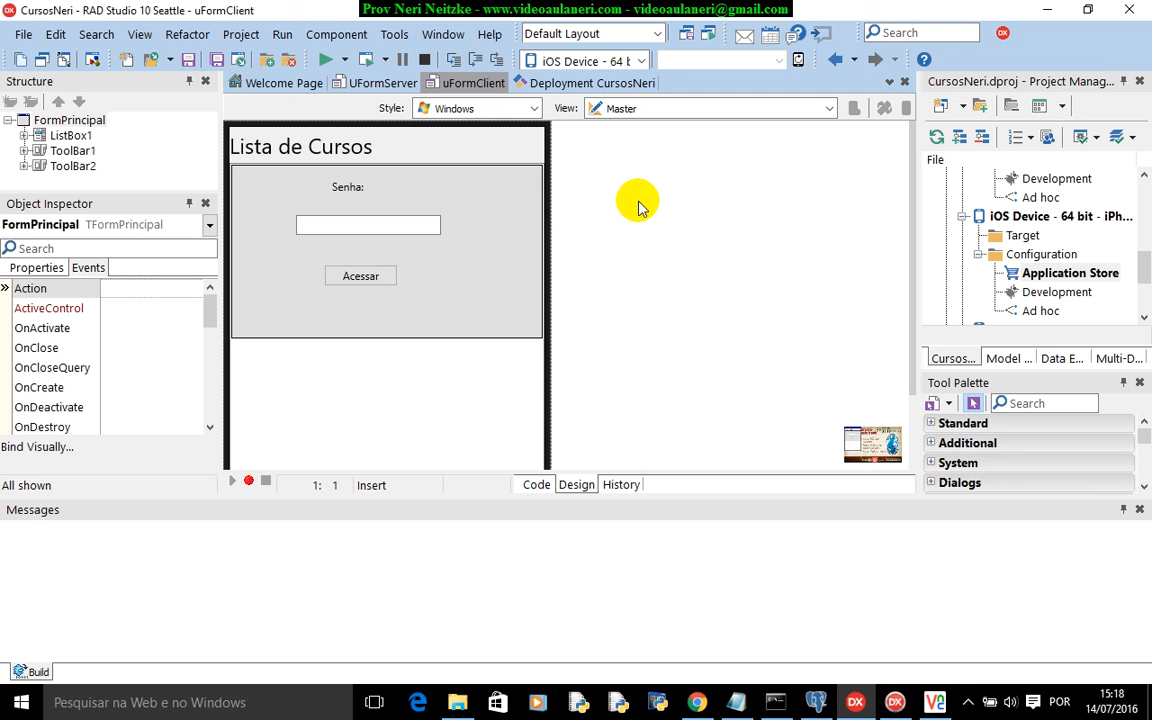 Prov Neri Neitzke - www.videoaulaneri.com - videoaulaneri@gmail.com
CursosNeri - RAD Studio 10 Seattle - uFormClient
File Edit Search View Refactor Project Run Component Tools Window Help
Default Layout
Search
iOS Device - 64 b
Structure
Welcome Page
UFormServer
uFormClient
Deployment CursosNeri
CursosNeri.dproj - Project Manag...
Style:
Windows
View:
Master
FormPrincipal
ListBox1
ToolBar1
ToolBar2
Object Inspector
FormPrincipal TFormPrincipal
Search
Properties Events
Action
ActiveControl
OnActivate
OnClose
OnCloseQuery
OnCreate
OnDeactivate
OnDestroy
Bind Visually...
All shown
Lista de Cursos
Senha:
Acessar
1: 1 Insert
Code Design History
File
Development
Ad hoc
iOS Device - 64 bit - iPh...
Target
Configuration
Application Store
Development
Ad hoc
Cursos... Model ... Data E... Multi-D...
Tool Palette
Search
Standard
Additional
System
Dialogs
Messages
Build
Pesquisar na Web e no Windows
POR
15:18
14/07/2016